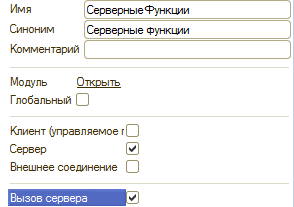 Имя СерверныеФункции
Синоним Серверные функции
Комментарий
Модуль Открыть
Глобальный
Клиент (управляемое г
Сервер
Внешнее соединение
Вызов сервера